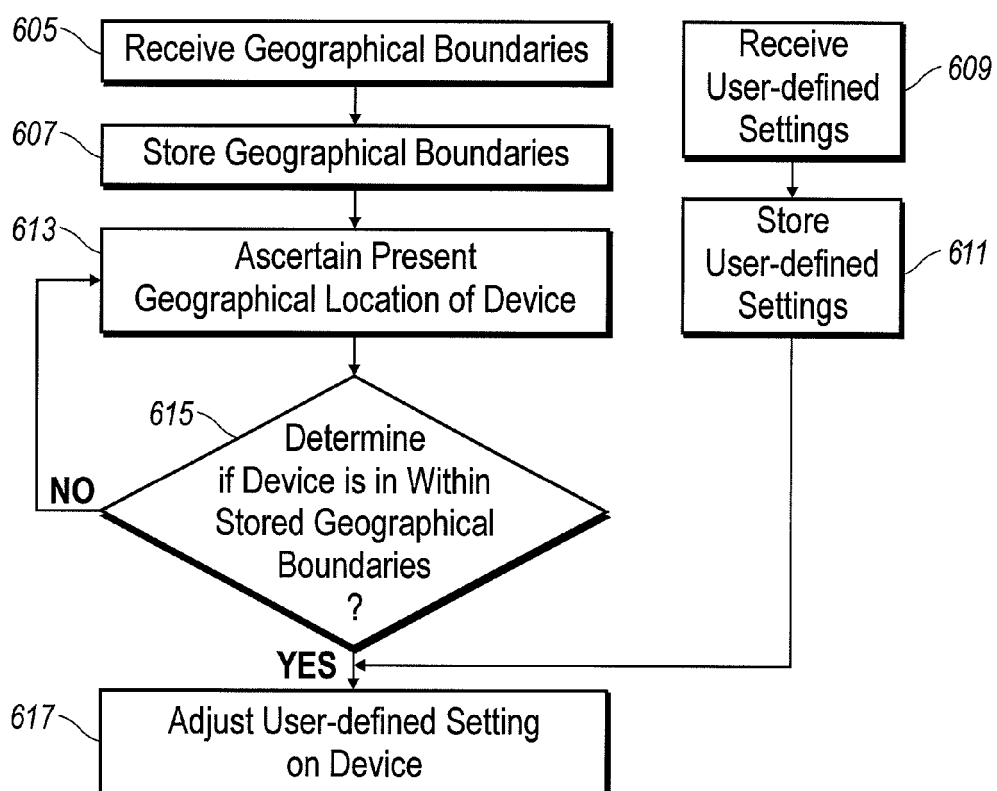 605
Receive Geographical Boundaries
607
Store Geographical Boundaries
613
Ascertain Present
Geographical Location of Device
615
Determine
if Device is in Within
Stored Geographical
Boundaries
?
NO
YES
617
Adjust User-defined Setting
on Device
Receive
User-defined
Settings
609
Store
User-defined
Settings
611